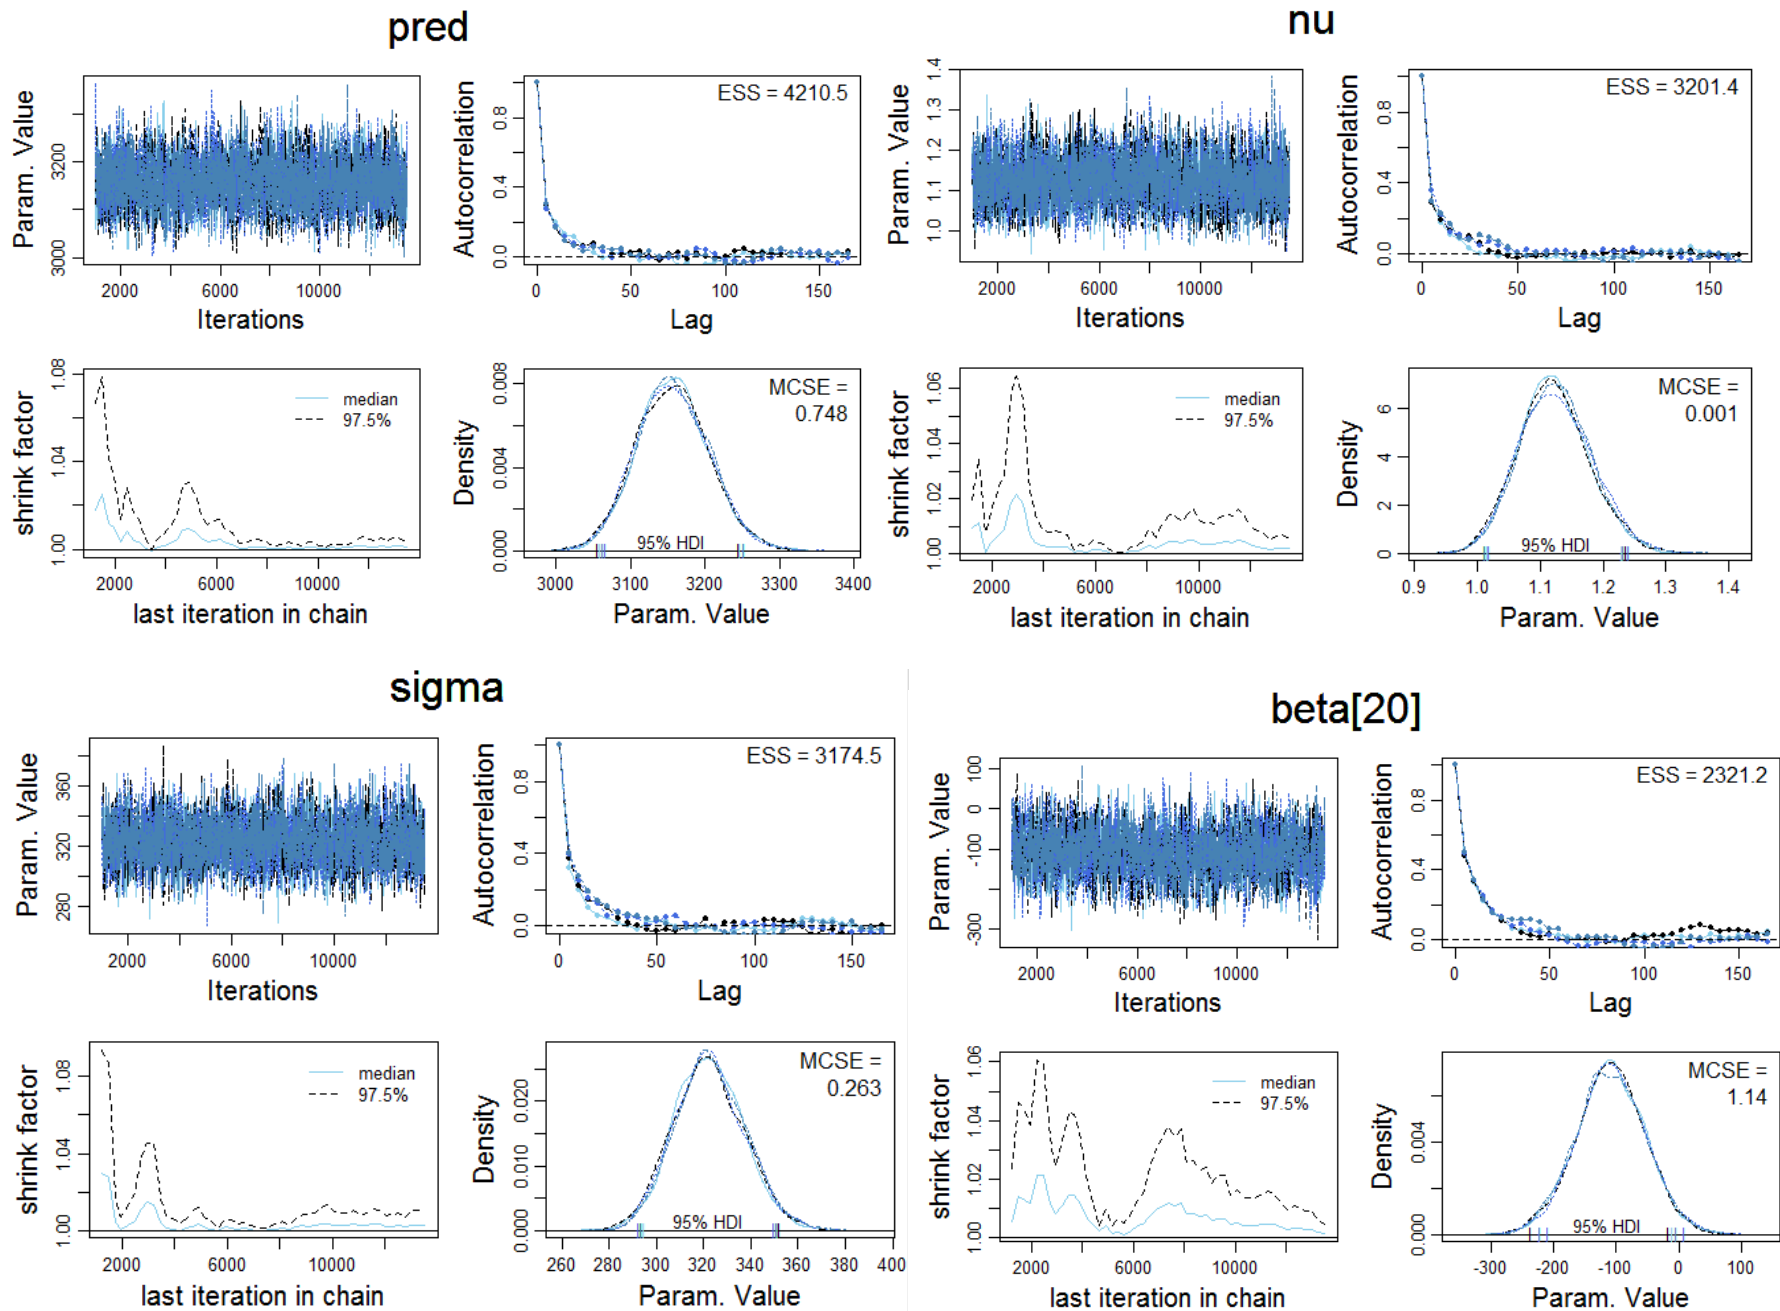 pred
Param. Value
3000 3200
2000 6000 10000
Iterations
Autocorrelation
0.0 0.4 0.8
ESS = 4210.5
0 50 100 150
Lag
shrink factor
1.00 1.04 1.08
median
97.5%
2000 6000 10000
last iteration in chain
Density
0.000 0.004 0.008
MCSE =
0.748
95% HDI
3000 3100 3200 3300 3400
Param. Value
nu
Param. Value
1.0 1.1 1.2 1.3 1.4
2000 6000 10000
Iterations
Autocorrelation
0.0 0.4 0.8
ESS = 3201.4
0 50 100 150
Lag
shrink factor
1.00 1.02 1.04 1.06
median
97.5%
2000 6000 10000
last iteration in chain
Density
0 2 4 6
MCSE =
0.001
95% HDI
0.9 1.0 1.1 1.2 1.3 1.4
Param. Value
sigma
Param. Value
280 320 360
2000 6000 10000
Iterations
Autocorrelation
0.0 0.4 0.8
ESS = 3174.5
0 50 100 150
Lag
shrink factor
1.00 1.04 1.08
median
97.5%
2000 6000 10000
last iteration in chain
Density
0.000 0.010 0.020
MCSE =
0.263
95% HDI
260 280 300 320 340 360 380 400
Param. Value
beta[20]
Param. Value
-300 -100 0 100
2000 6000 10000
Iterations
Autocorrelation
0.0 0.4 0.8
ESS = 2321.2
0 50 100 150
Lag
shrink factor
1.00 1.02 1.04 1.06
median
97.5%
2000 6000 10000
last iteration in chain
Density
0.000 0.004
MCSE =
1.14
95% HDI
-300 -200 -100 0 100
Param. Value